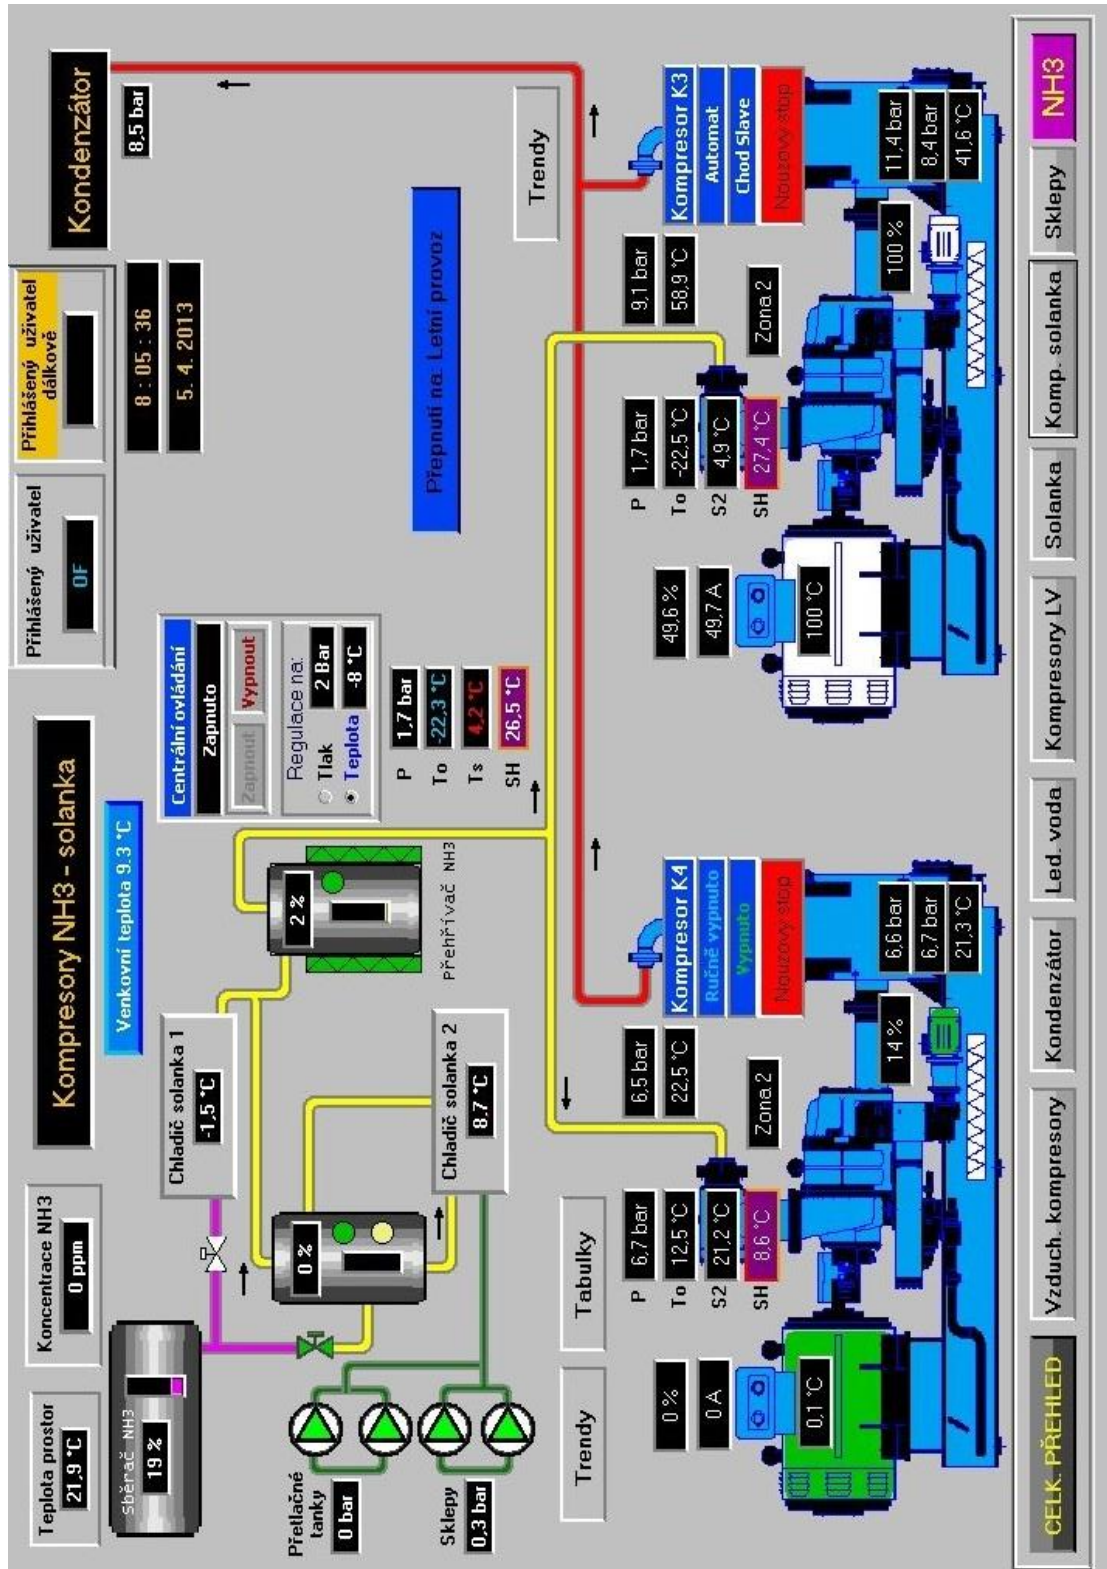 Teplota prostor
21,9 °C
Koncentrace NH3
0 ppm
Kompresory NH3 - solanka
Venkovní teplota 9.3 °C
Přihlášený uživatel
OF
Přihlášený uživatel
dálkově
8 : 05 : 36
5. 4. 2013
Kondenzátor
8,5 bar
Sběrač NH3
19 %
Chladič solanka 1
-1,5 °C
0 %
Chladič solanka 2
8.7 °C
2 %
Přehřívač NH3
Centrální ovládání
Zapnuto
Zapnout
Vypnout
Regulace na:
Tlak
2 Bar
Teplota
-8 °C
P
1,7 bar
To
-22,3 °C
Ts
4,2 °C
SH
26,5 °C
Přepnutí na: Letní provoz
Přetlačné
tanky
0 bar
Sklepy
0,3 bar
Trendy
Tabulky
Trendy
0 %
0 A
0,1 °C
P
6,7 bar
To
12,5 °C
S2
21,2 °C
SH
8,6 °C
6,5 bar
22,5 °C
Zona 2
Kompresor K4
Ručně vypnuto
Vypnuto
Nouzovy stop
14 %
6,6 bar
6,7 bar
21,3 °C
49,6 %
49,7 A
100 °C
P
1,7 bar
To
-22,5 °C
S2
4,9 °C
SH
27,4 °C
9,1 bar
58,9 °C
Zona 2
Kompresor K3
Automat
Chod Slave
Nouzovy stop
100 %
11,4 bar
8,4 bar
41,6 °C
CELK. PŘEHLED
Vzduch. kompresory
Kondenzátor
Led. voda
Kompresory LV
Solanka
Komp. solanka
Sklepy
NH3